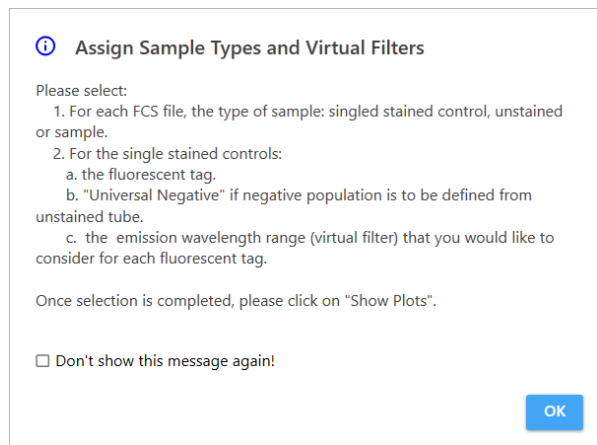 Assign Sample Types and Virtual Filters
Please select:
1. For each FCS file, the type of sample: singled stained control, unstained
or sample.
2. For the single stained controls:
a. the fluorescent tag.
b. "Universal Negative" if negative population is to be defined from
unstained tube.
c. the emission wavelength range (virtual filter) that you would like to
consider for each fluorescent tag.
Once selection is completed, please click on "Show Plots".
Don't show this message again!
OK